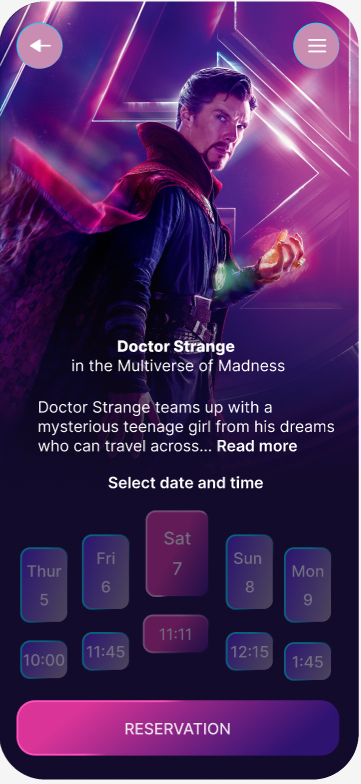 Doctor Strange
in the Multiverse of Madness
Doctor Strange teams up with a
mysterious teenage girl from his dreams
who can travel across... Read more
Select date and time
Thur
5
Fri
6
Sat
7
Sun
8
Mon
9
10:00
11:45
11:11
12:15
1:45
RESERVATION